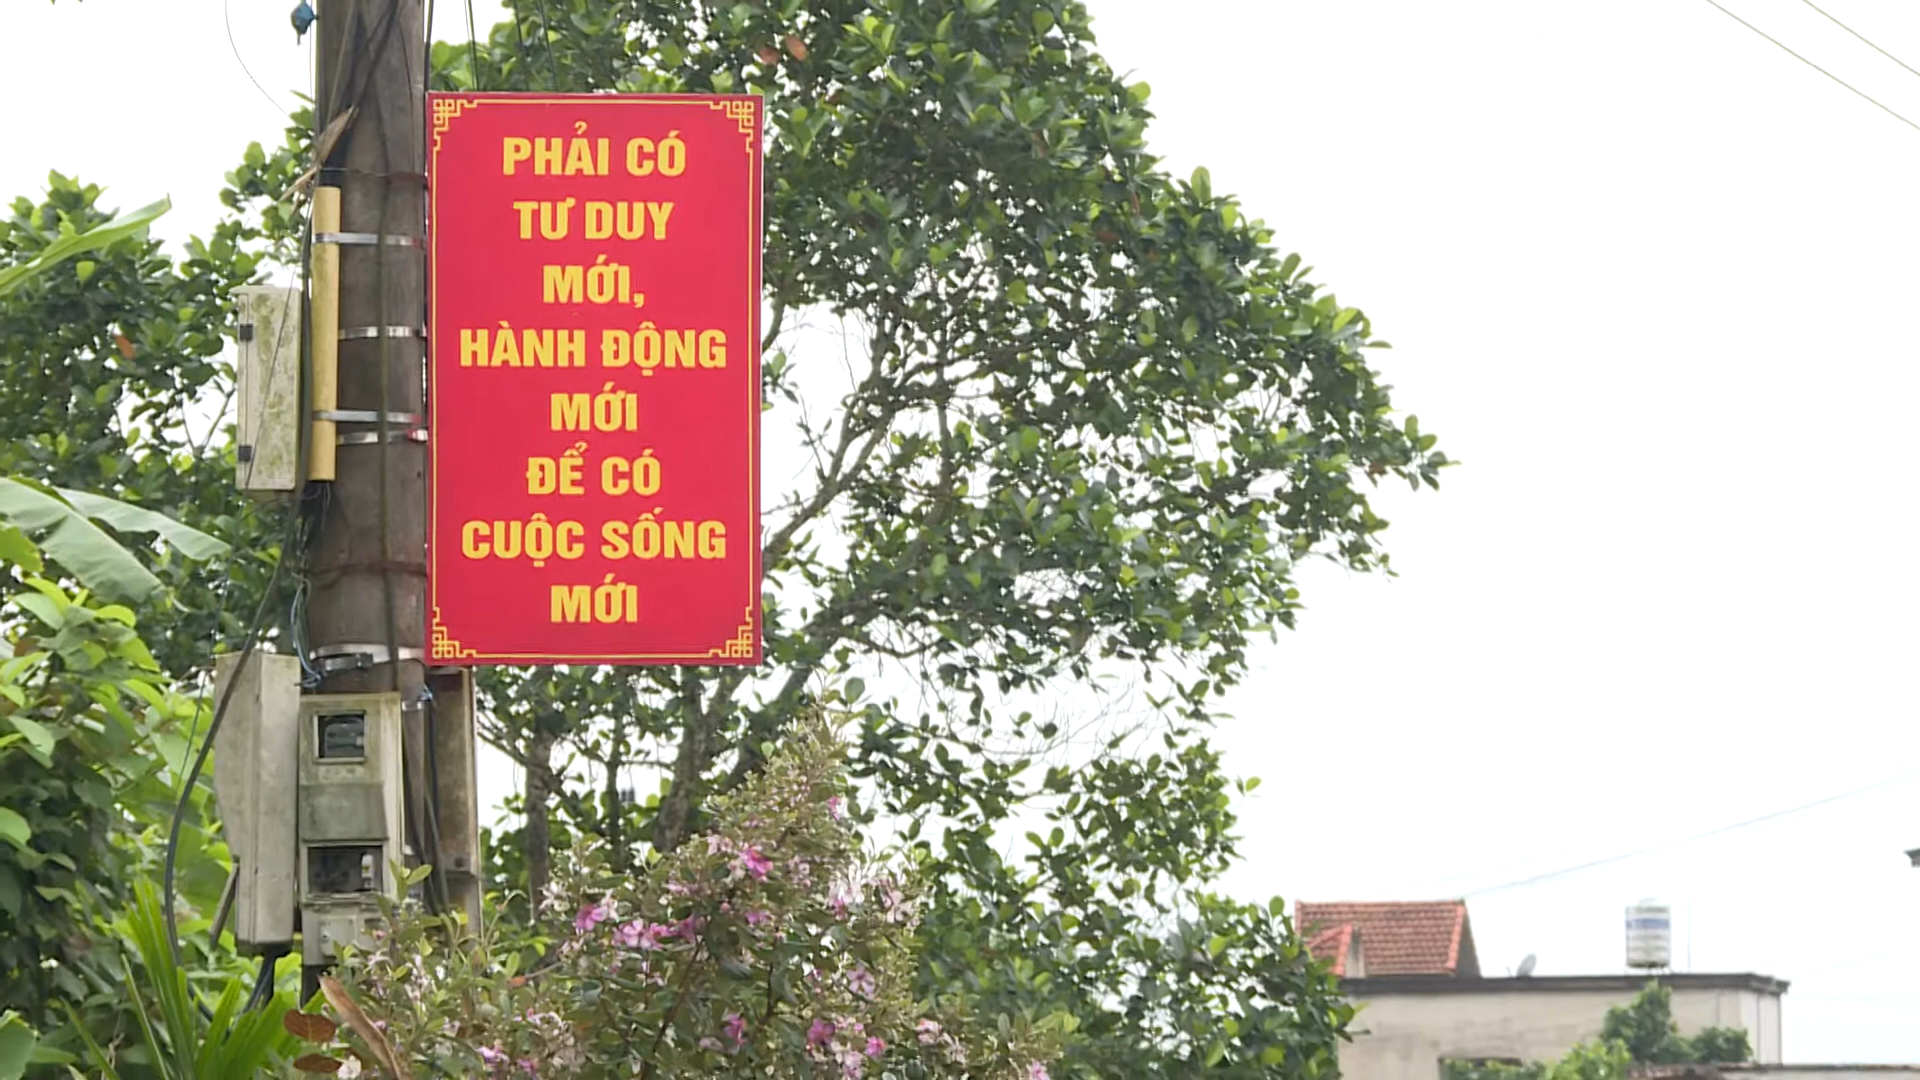 PHẢI CÓ
TƯ DUY
MỚI,
HÀNH ĐỘNG
MỚI
ĐỂ CÓ
CUỘC SỐNG
MỚI